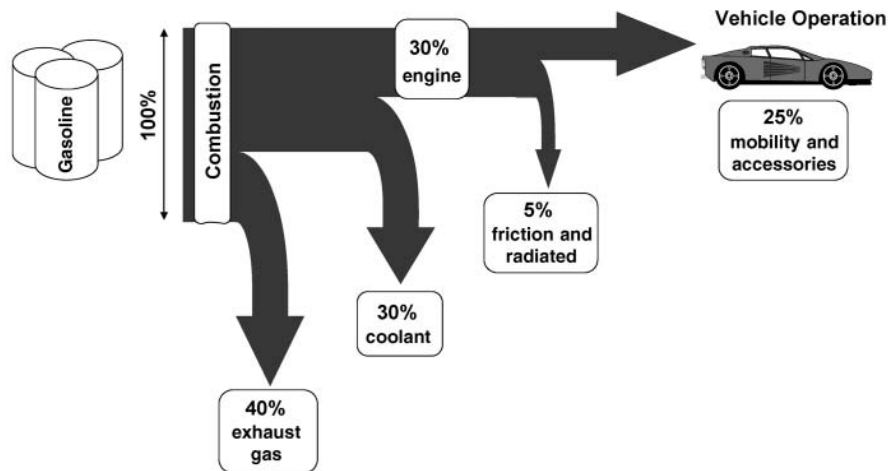 Gasoline
100%
Combustion
30%
engine
Vehicle Operation
25%
mobility and
accessories
5%
friction and
radiated
30%
coolant
40%
exhaust
gas